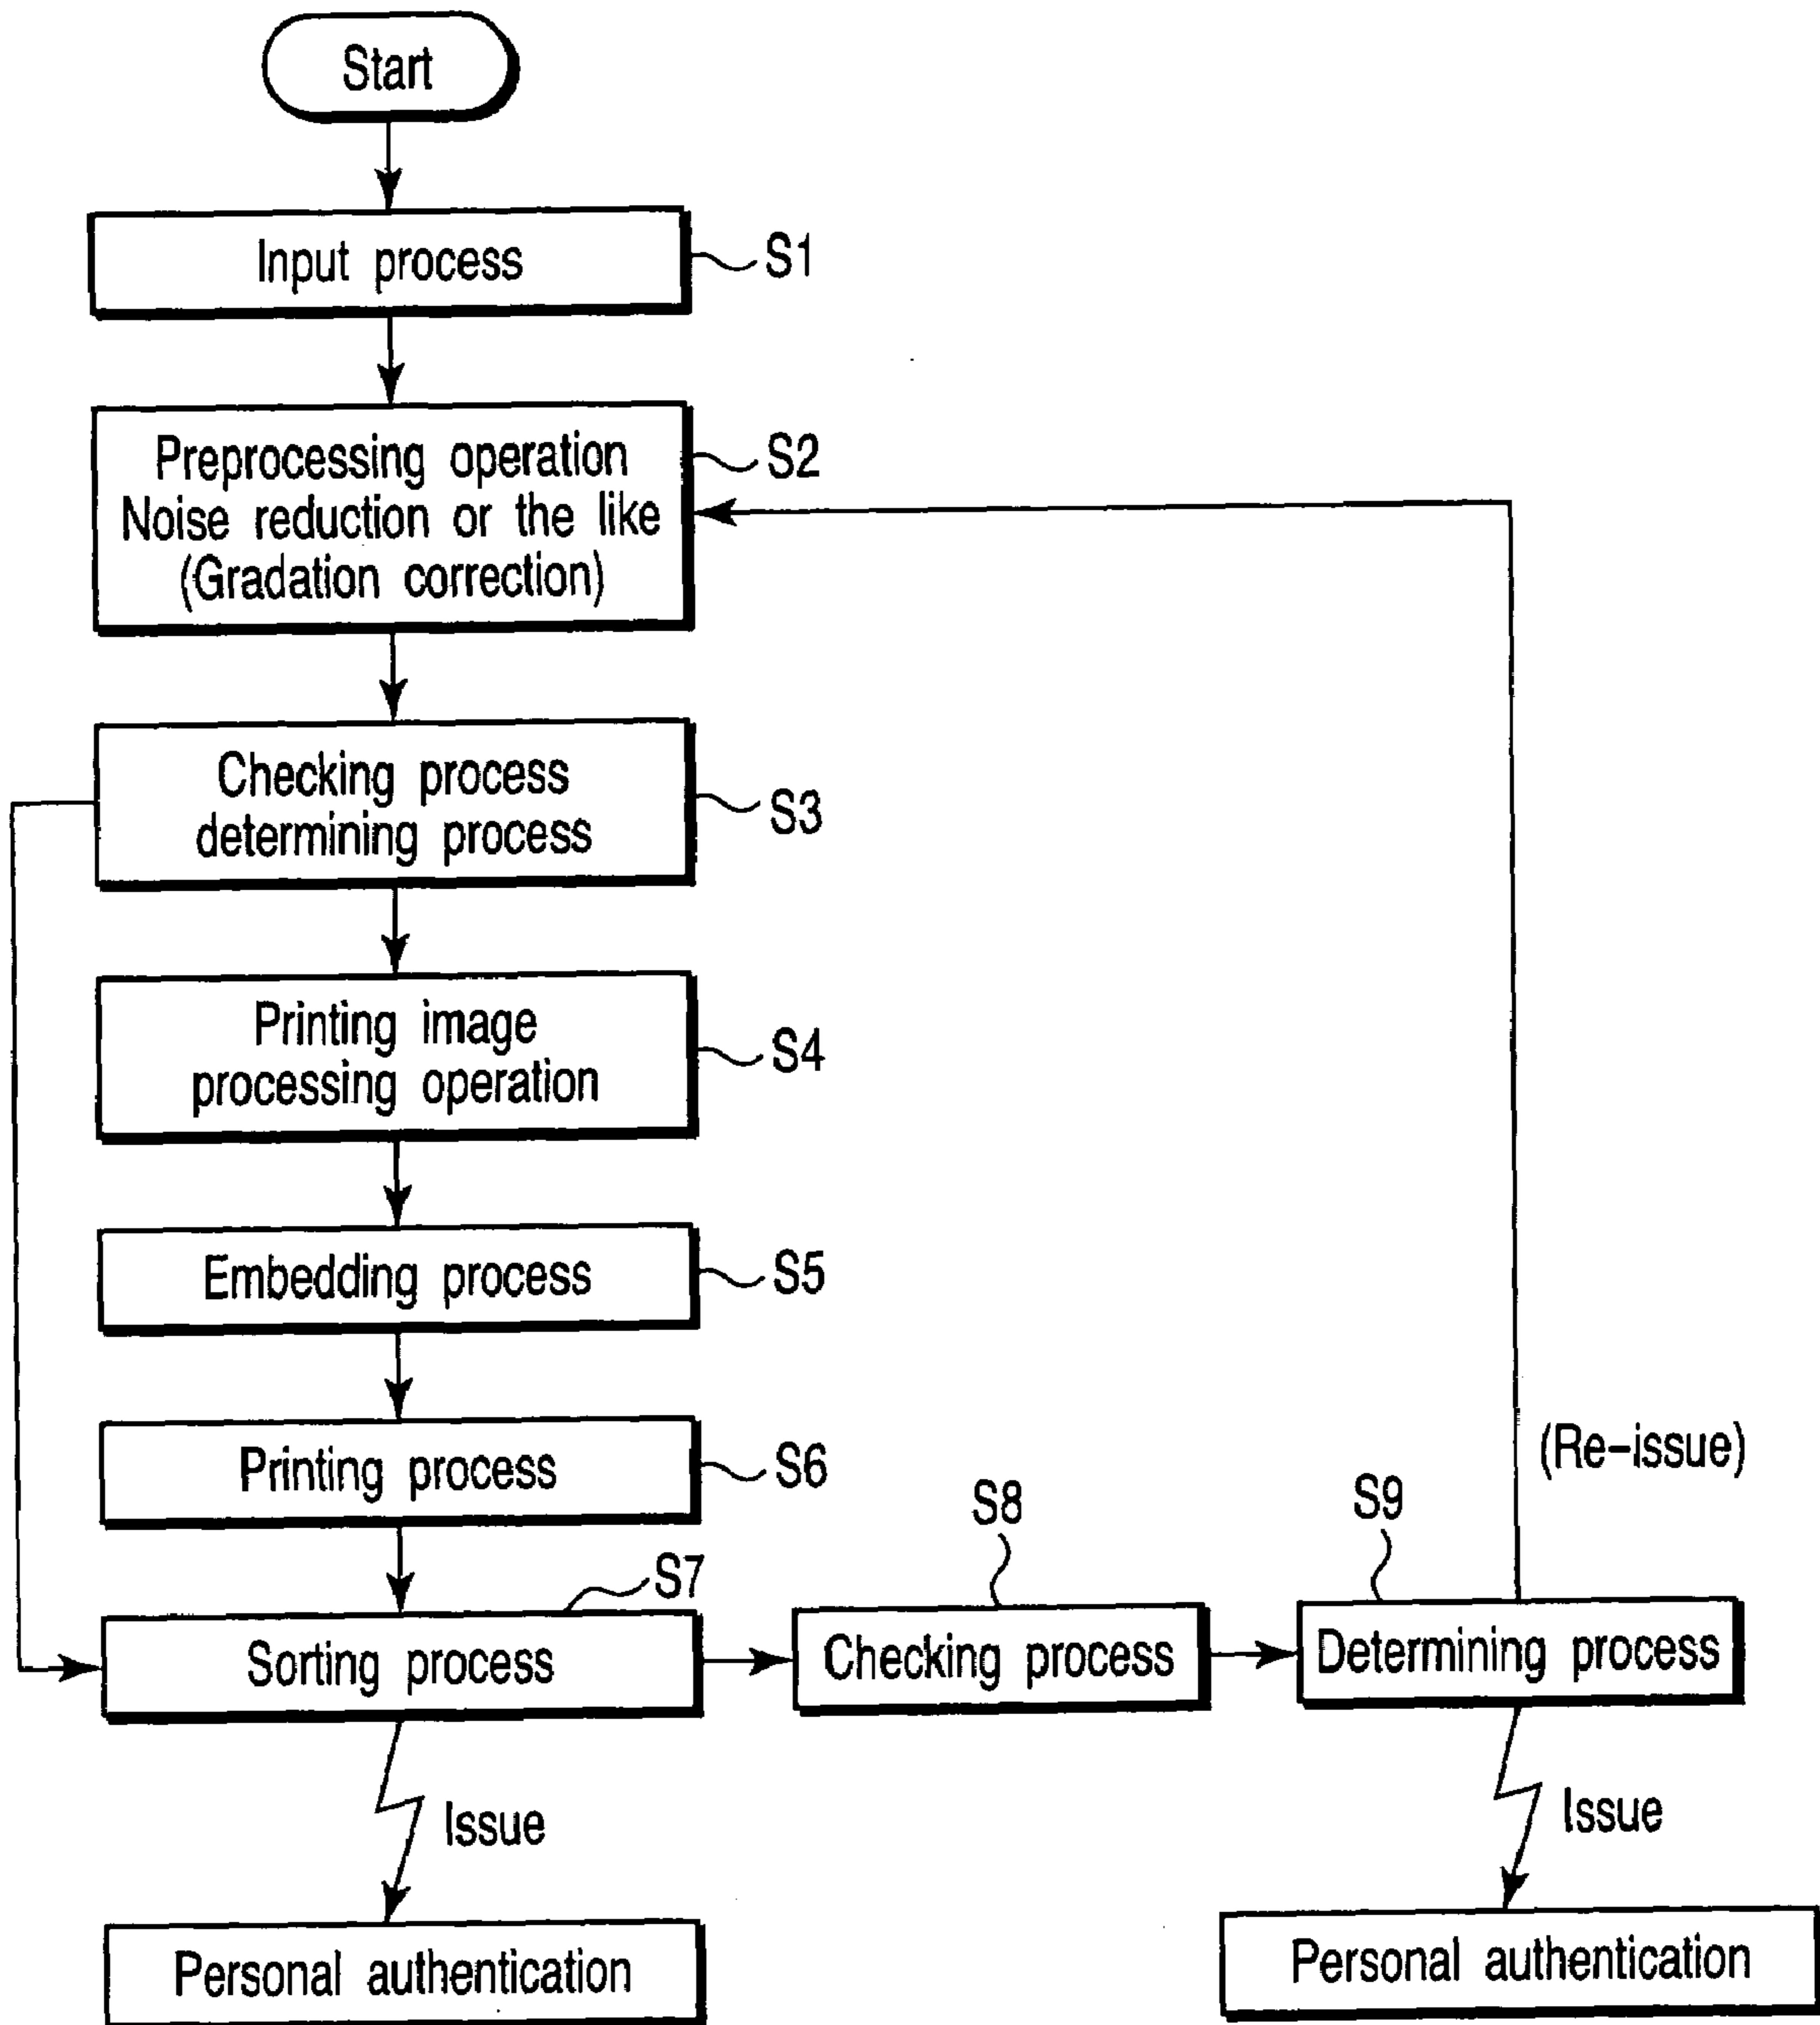 Start
Input process
S1
Preprocessing operation
Noise reduction or the like
(Gradation correction)
S2
Checking process
determining process
S3
Printing image
processing operation
S4
Embedding process
S5
Printing process
S6
(Re-issue)
Sorting process
S7
Checking process
S8
Determining process
S9
Issue
Issue
Personal authentication
Personal authentication